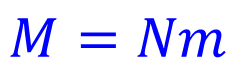 M = Nm